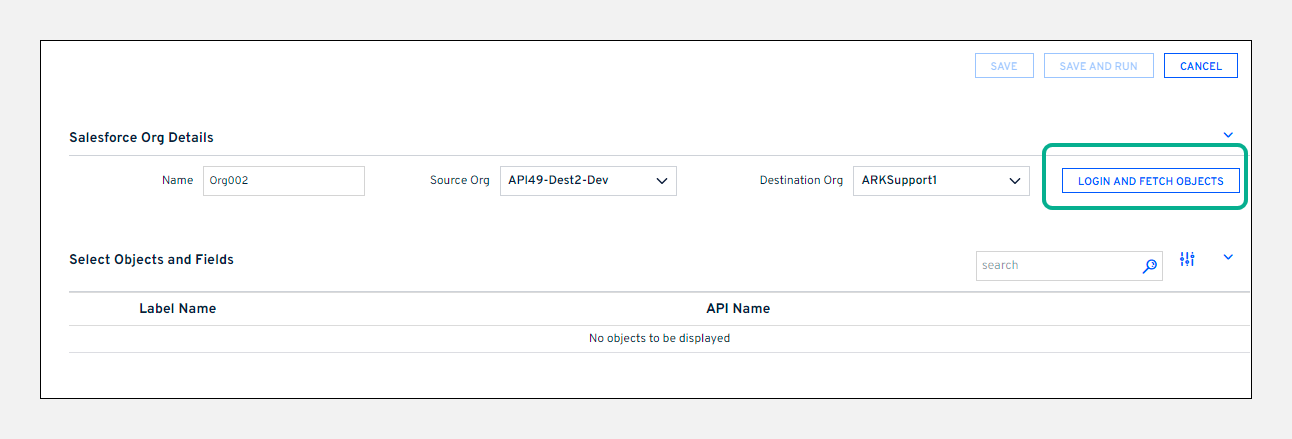 SAVE SAVE AND RUN CANCEL
Salesforce Org Details
Name Org002 Source Org API49-Dest2-Dev Destination Org ARKSupport1 LOGIN AND FETCH OBJECTS
Select Objects and Fields search
Label Name API Name
No objects to be displayed